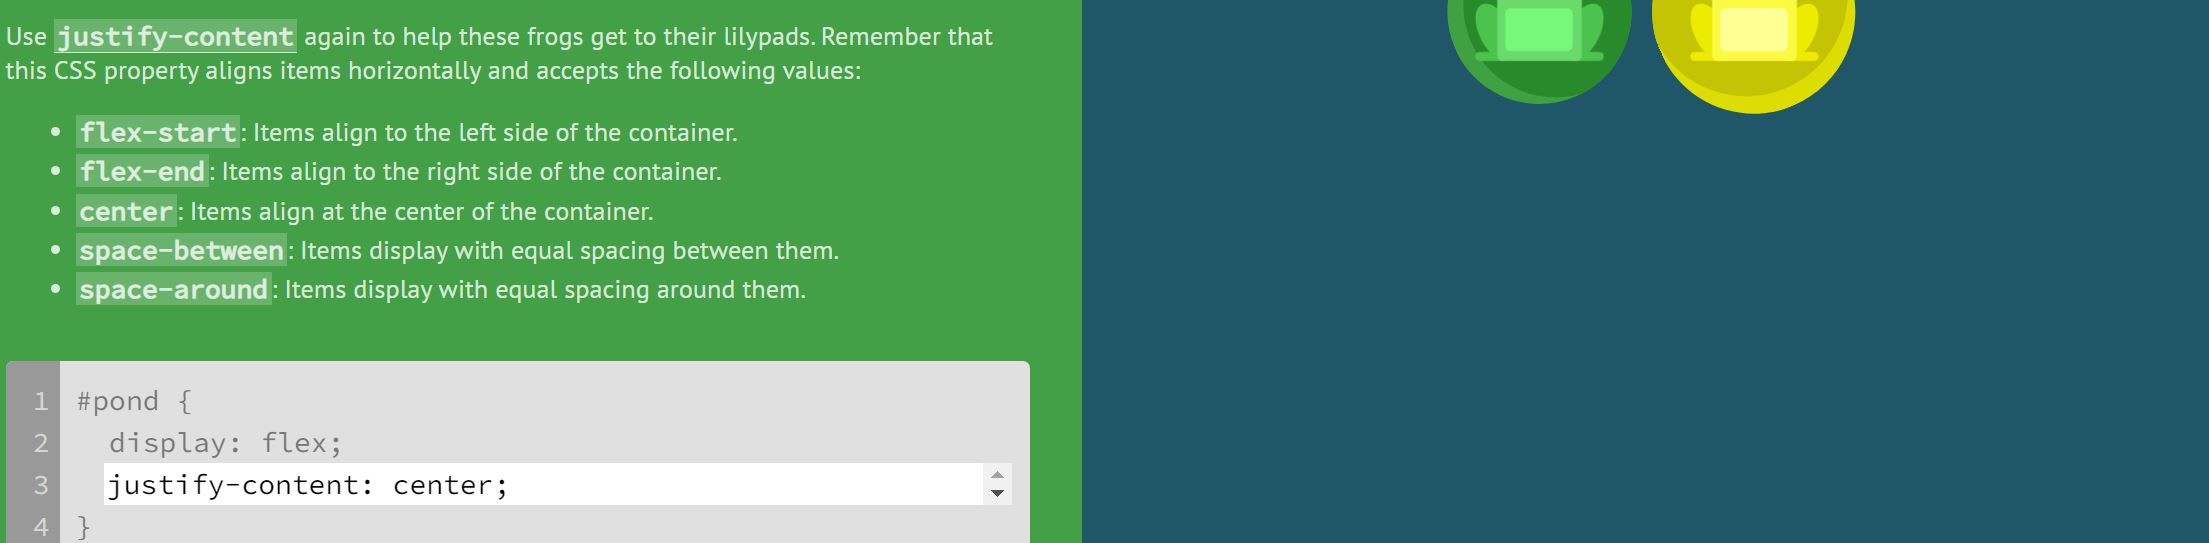 Use justify-content again to help these frogs get to their lilypads. Remember that
this CSS property aligns items horizontally and accepts the following values:
• flex-start: Items align to the left side of the container.
• flex-end: Items align to the right side of the container.
• center: Items align at the center of the container.
• space-between: Items display with equal spacing between them.
• space-around: Items display with equal spacing around them.
1 #pond {
2 display: flex;
3 justify-content: center;
4 }